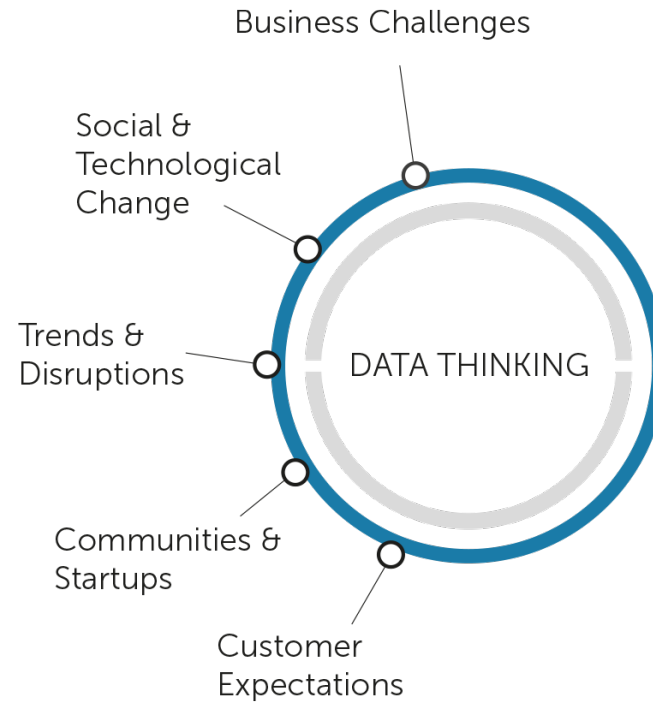 Business Challenges
Social &
Technological
Change
Trends &
Disruptions
DATA THINKING
Communities &
Startups
Customer
Expectations